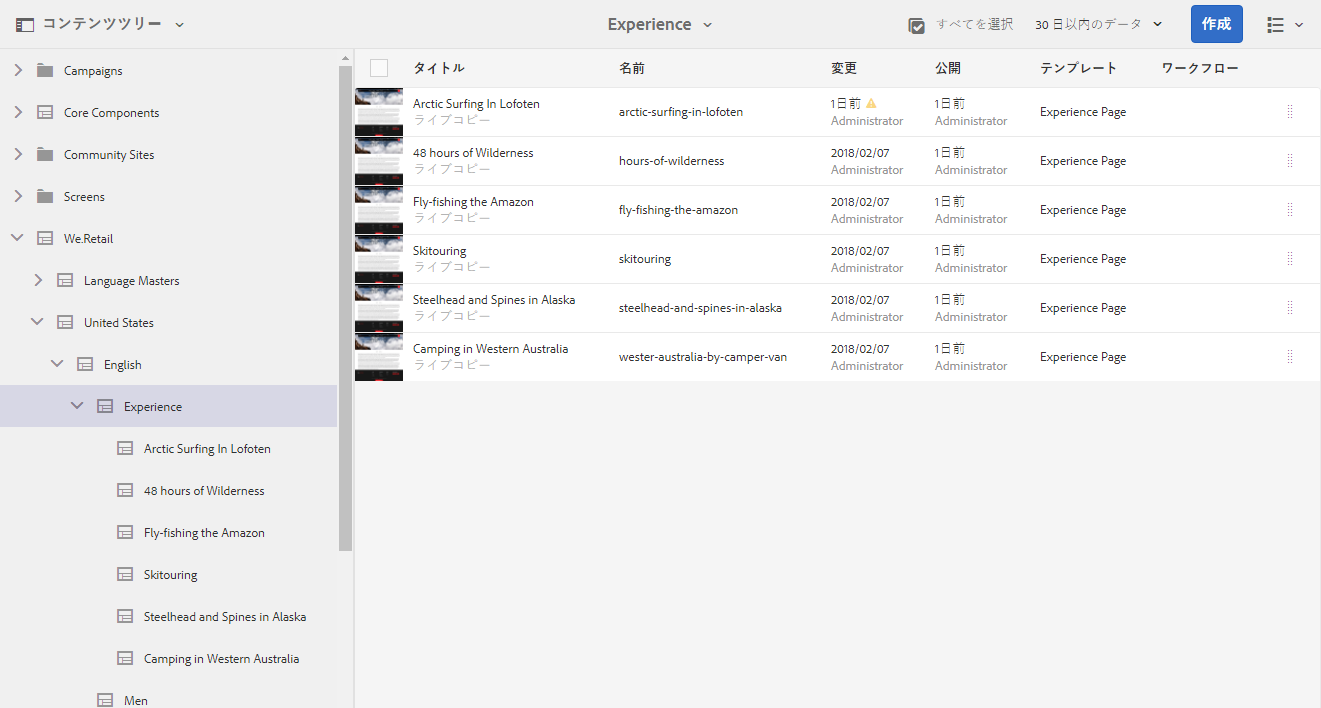 コンテンツツリー
Experience
すべてを選択
30 日以内のデータ
作成
Campaigns
Core Components
Community Sites
Screens
We.Retail
Language Masters
United States
English
Experience
Arctic Surfing In Lofoten
48 hours of Wilderness
Fly-fishing the Amazon
Skitouring
Steelhead and Spines in Alaska
Camping in Western Australia
Men
タイトル 名前 変更 公開 テンプレート ワークフロー
Arctic Surfing In Lofoten
ライブコピー
arctic-surfing-in-lofoten
1日前
Administrator
1日前
Administrator
Experience Page
48 hours of Wilderness
ライブコピー
hours-of-wilderness
2018/02/07
Administrator
1日前
Administrator
Experience Page
Fly-fishing the Amazon
ライブコピー
fly-fishing-the-amazon
2018/02/07
Administrator
1日前
Administrator
Experience Page
Skitouring
ライブコピー
skitouring
2018/02/07
Administrator
1日前
Administrator
Experience Page
Steelhead and Spines in Alaska
ライブコピー
steelhead-and-spines-in-alaska
2018/02/07
Administrator
1日前
Administrator
Experience Page
Camping in Western Australia
ライブコピー
wester-australia-by-camper-van
2018/02/07
Administrator
1日前
Administrator
Experience Page